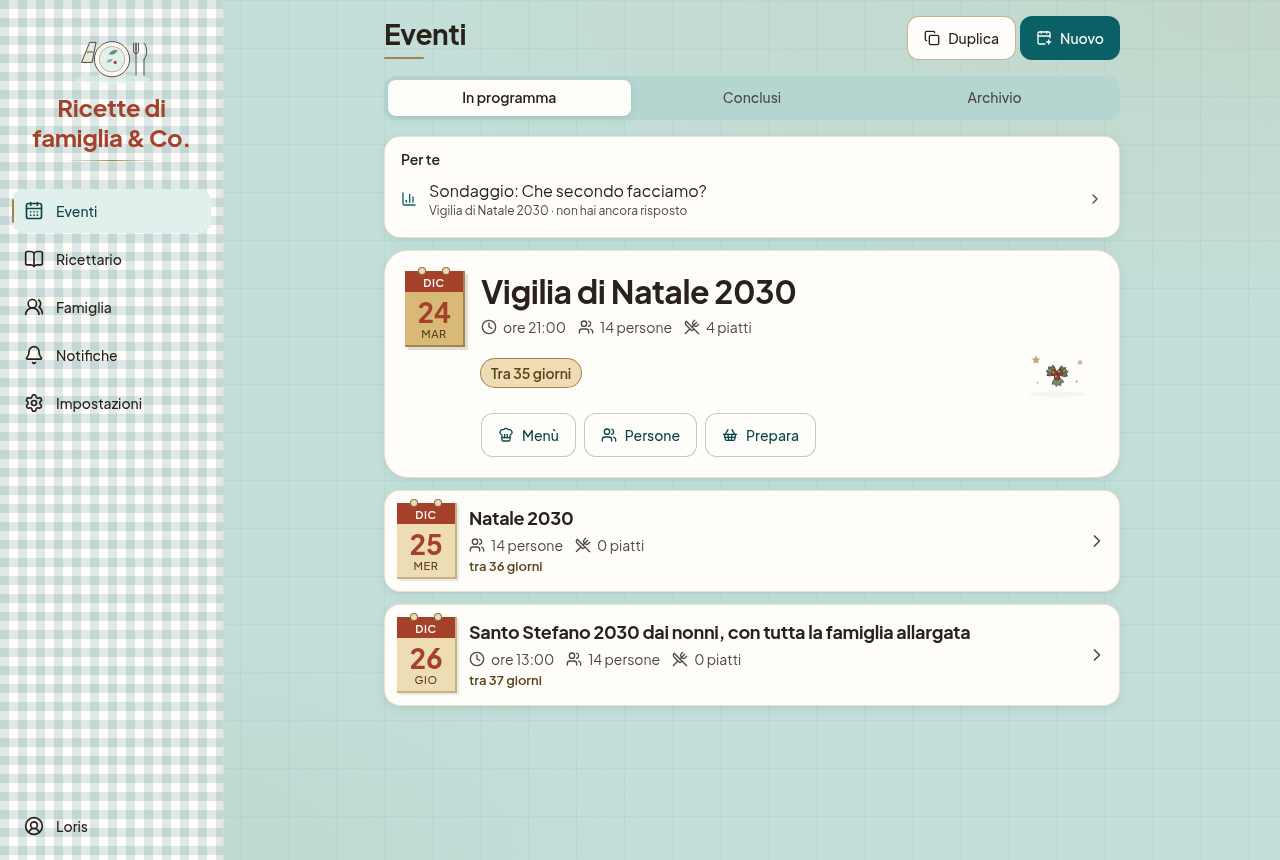 Ricette di
famiglia & Co.
Eventi
Ricettario
Famiglia
Notifiche
Impostazioni
Loris
Eventi
Duplica
Nuovo
In programma
Conclusi
Archivio
Per te
Sondaggio: Che secondo facciamo?
Vigilia di Natale 2030 · non hai ancora risposto
DIC
24
MAR
Vigilia di Natale 2030
ore 21:00
14 persone
4 piatti
Tra 35 giorni
Menù
Persone
Prepara
DIC
25
MER
Natale 2030
14 persone
0 piatti
tra 36 giorni
DIC
26
GIO
Santo Stefano 2030 dai nonni, con tutta la famiglia allargata
ore 13:00
14 persone
0 piatti
tra 37 giorni